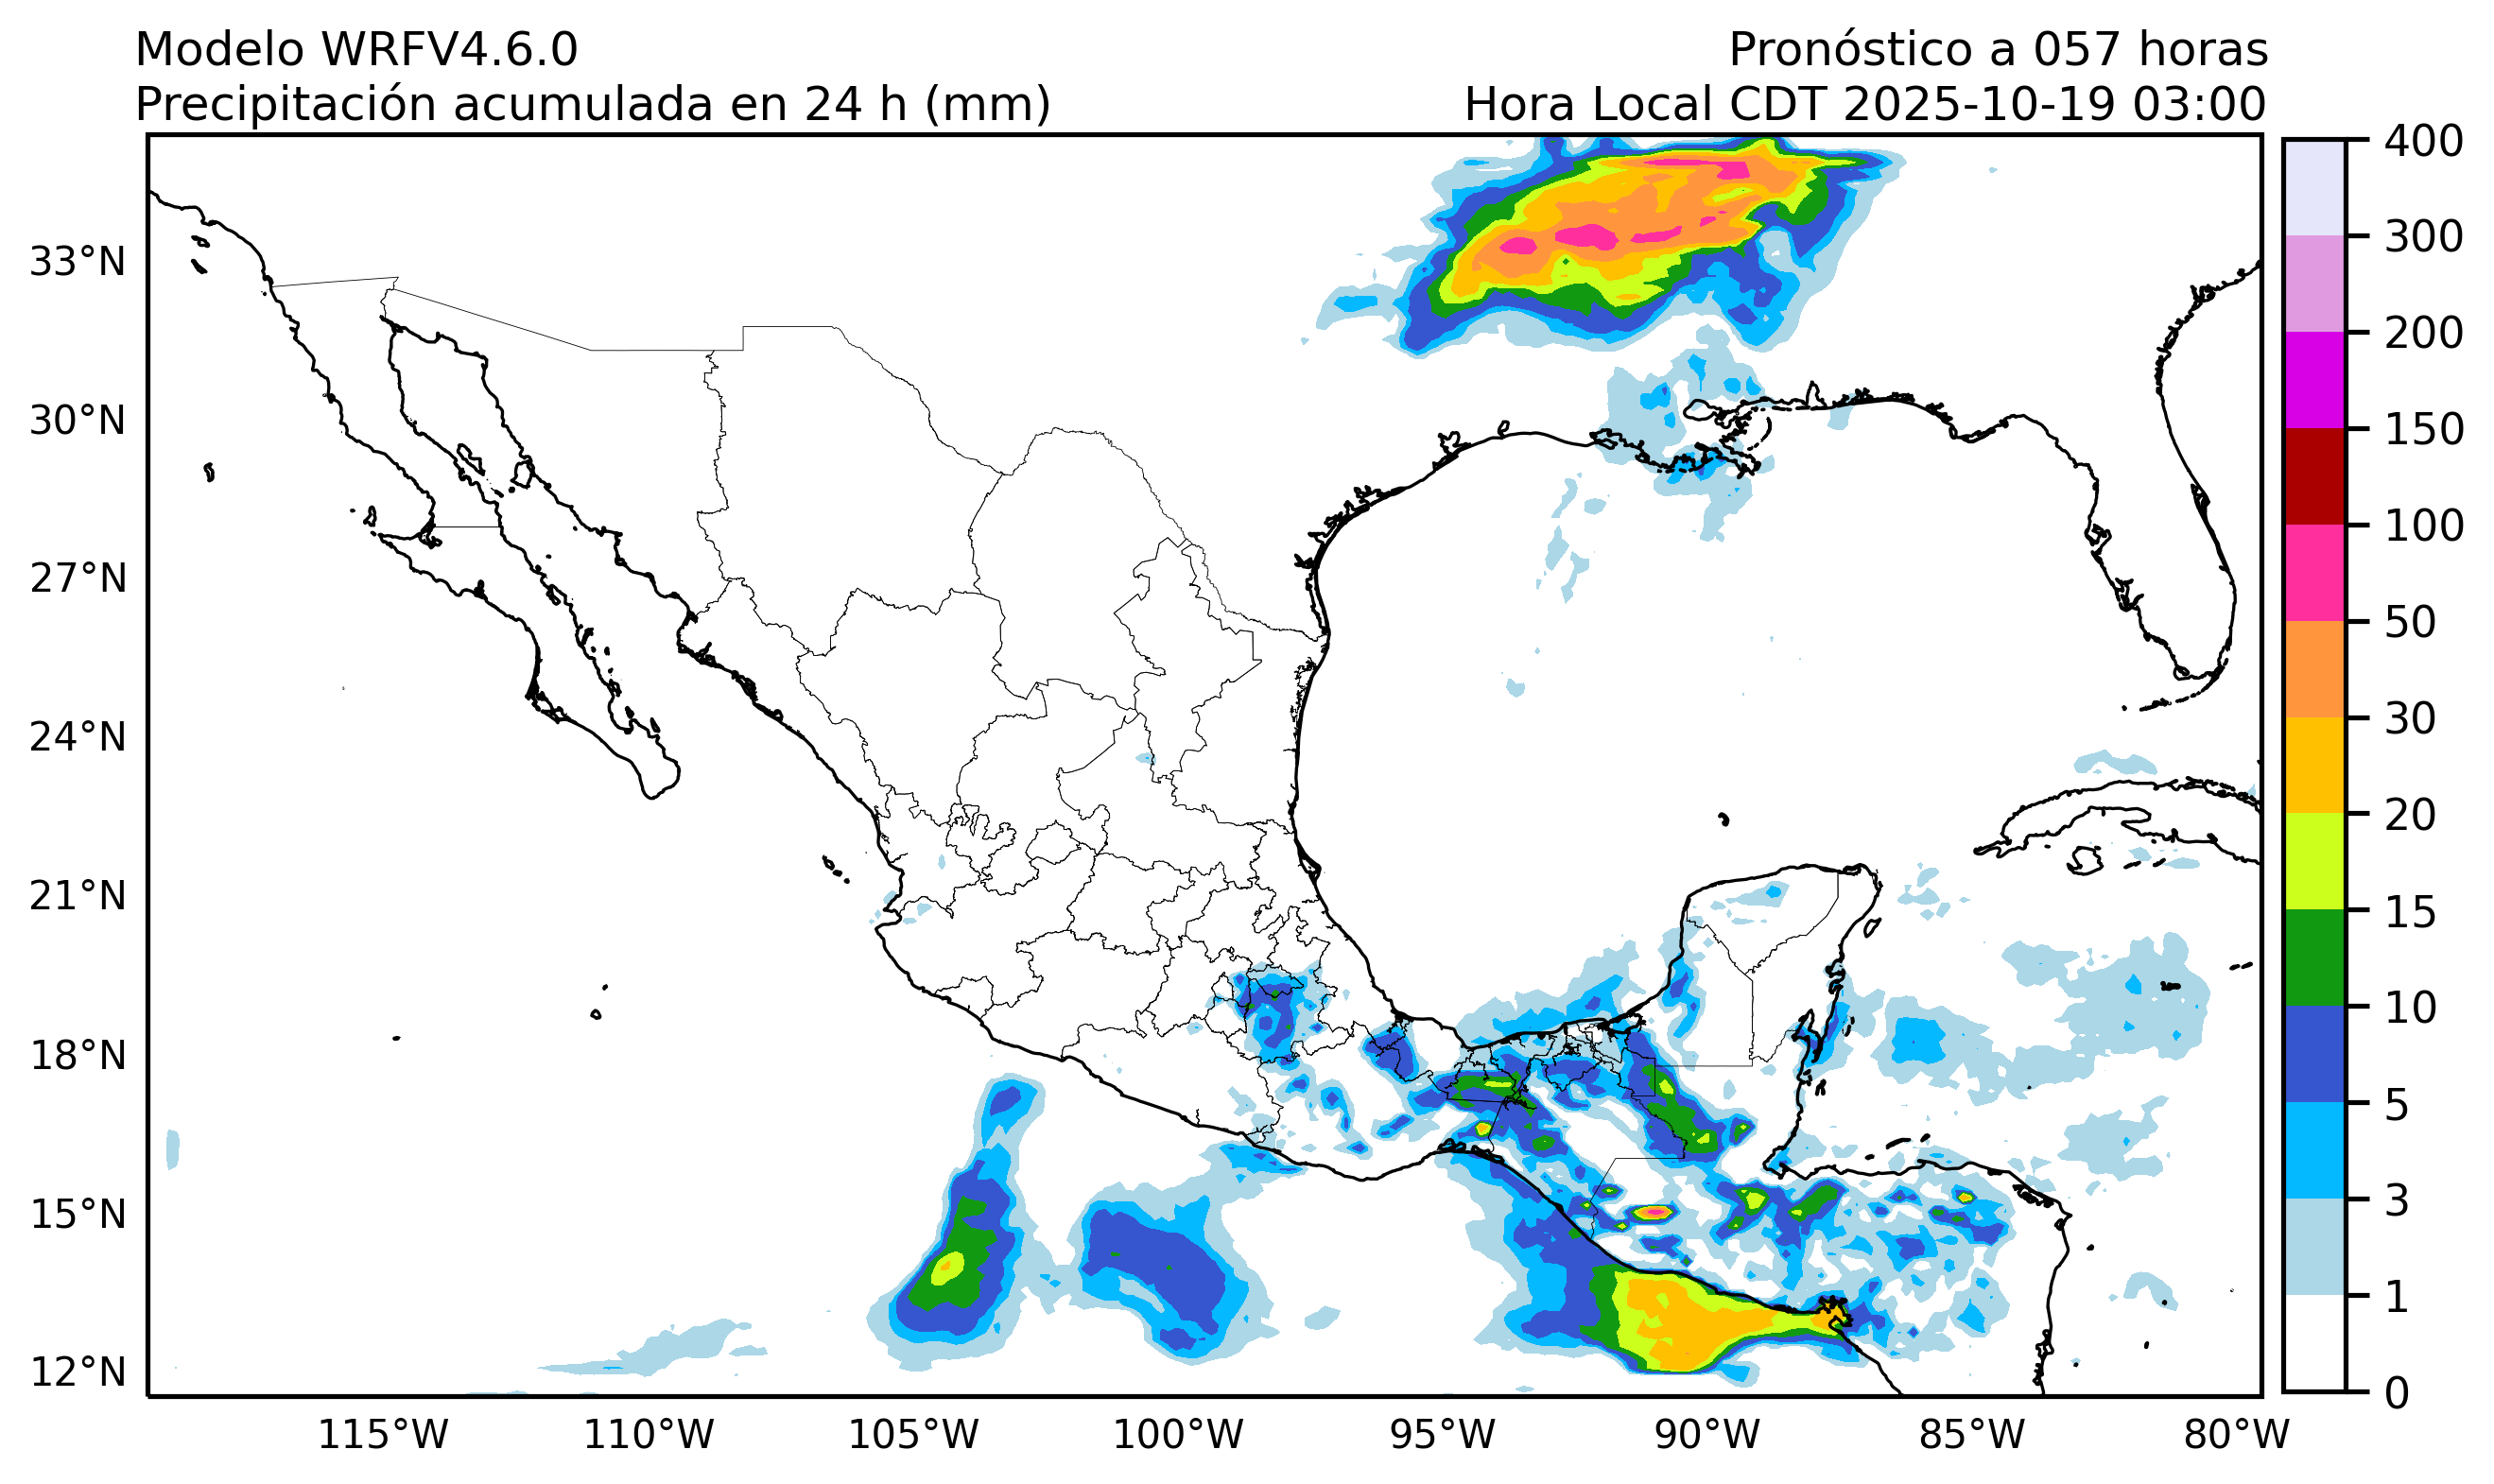 Modelo WRFV4.6.0
Pronóstico a 057 horas
Precipitación acumulada en 24 h (mm)
Hora Local CDT 2025-10-19 03:00
33°N
30°N
27°N
24°N
21°N
18°N
15°N
12°N
115°W
110°W
105°W
100°W
95°W
90°W
85°W
80°W
400
300
200
150
100
50
30
20
15
10
5
3
1
0